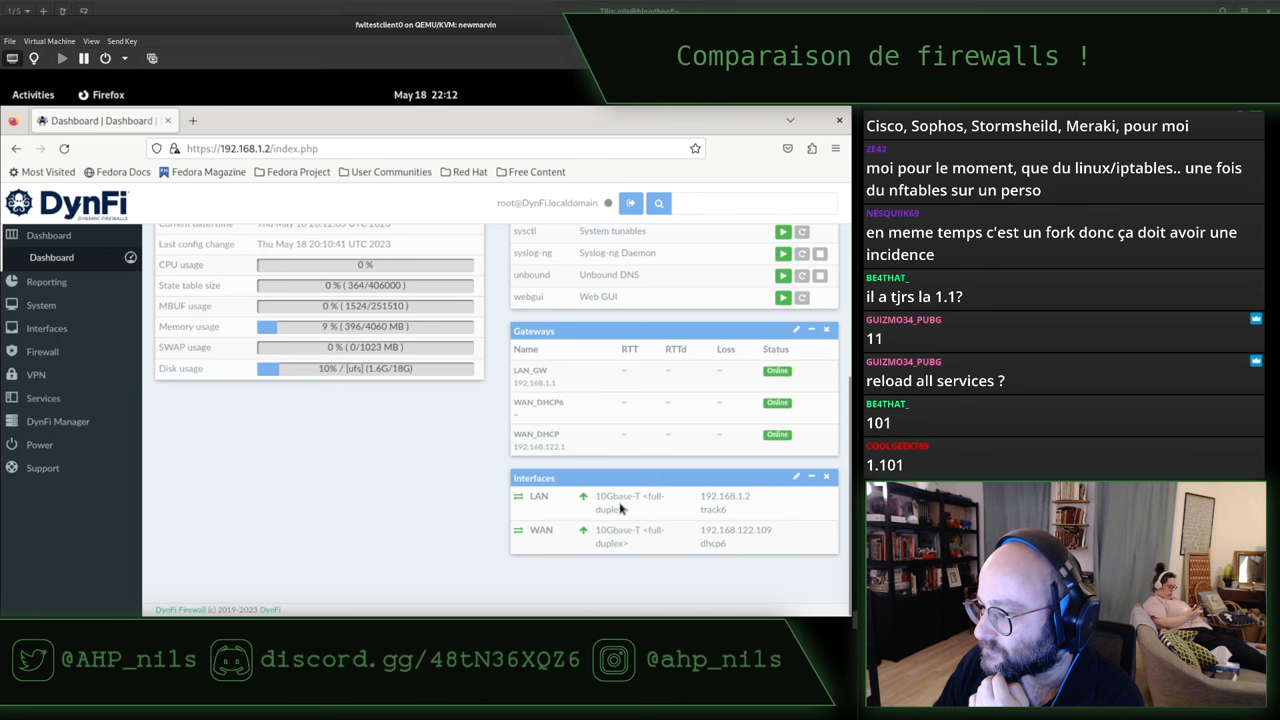 1/5
Tilix: nils@bloodhoof:~
fwltestclient0 on QEMU/KVM: newmarvin
File Virtual Machine View Send Key
Comparaison de firewalls !
Activities Firefox May 18 22:12
Dashboard | Dashboard |
https://192.168.1.2/index.php
Most Visited Fedora Docs Fedora Magazine Fedora Project User Communities Red Hat Free Content
DynFi
DYNAMIC FIREWALLS
root@DynFi.localdomain
Dashboard
Dashboard
Reporting
System
Interfaces
Firewall
VPN
Services
DynFi Manager
Power
Support
Last config change Thu May 18 20:10:41 UTC 2023
CPU usage 0 %
State table size 0 % ( 364/406000 )
MBUF usage 0 % ( 1524/251510 )
Memory usage 9 % ( 396/4060 MB )
SWAP usage 0 % ( 0/1023 MB )
Disk usage 10% / [ufs] (1.6G/18G)
sysctl System tunables
syslog-ng Syslog-ng Daemon
unbound Unbound DNS
webgui Web GUI
Gateways
Name RTT RTTd Loss Status
LAN_GW ~ ~ ~ Online
192.168.1.1
WAN_DHCP6 ~ ~ ~ Online
~
WAN_DHCP ~ ~ ~ Online
192.168.122.1
Interfaces
LAN 10Gbase-T <full- 192.168.1.2
duplex> track6
WAN 10Gbase-T <full- 192.168.122.109
duplex> dhcp6
DynFi Firewall (c) 2019-2023 DynFi
Cisco, Sophos, Stormsheild, Meraki, pour moi
ZE42
moi pour le moment, que du linux/iptables.. une fois
du nftables sur un perso
NESQUIIK69
en meme temps c'est un fork donc ça doit avoir une
incidence
BE4THAT_
il a tjrs la 1.1?
GUIZMO34_PUBG
11
GUIZMO34_PUBG
reload all services ?
BE4THAT_
101
COOLGEEK789
1.101
@AHP_nils discord.gg/48tN36XQZ6 @ahp_nils